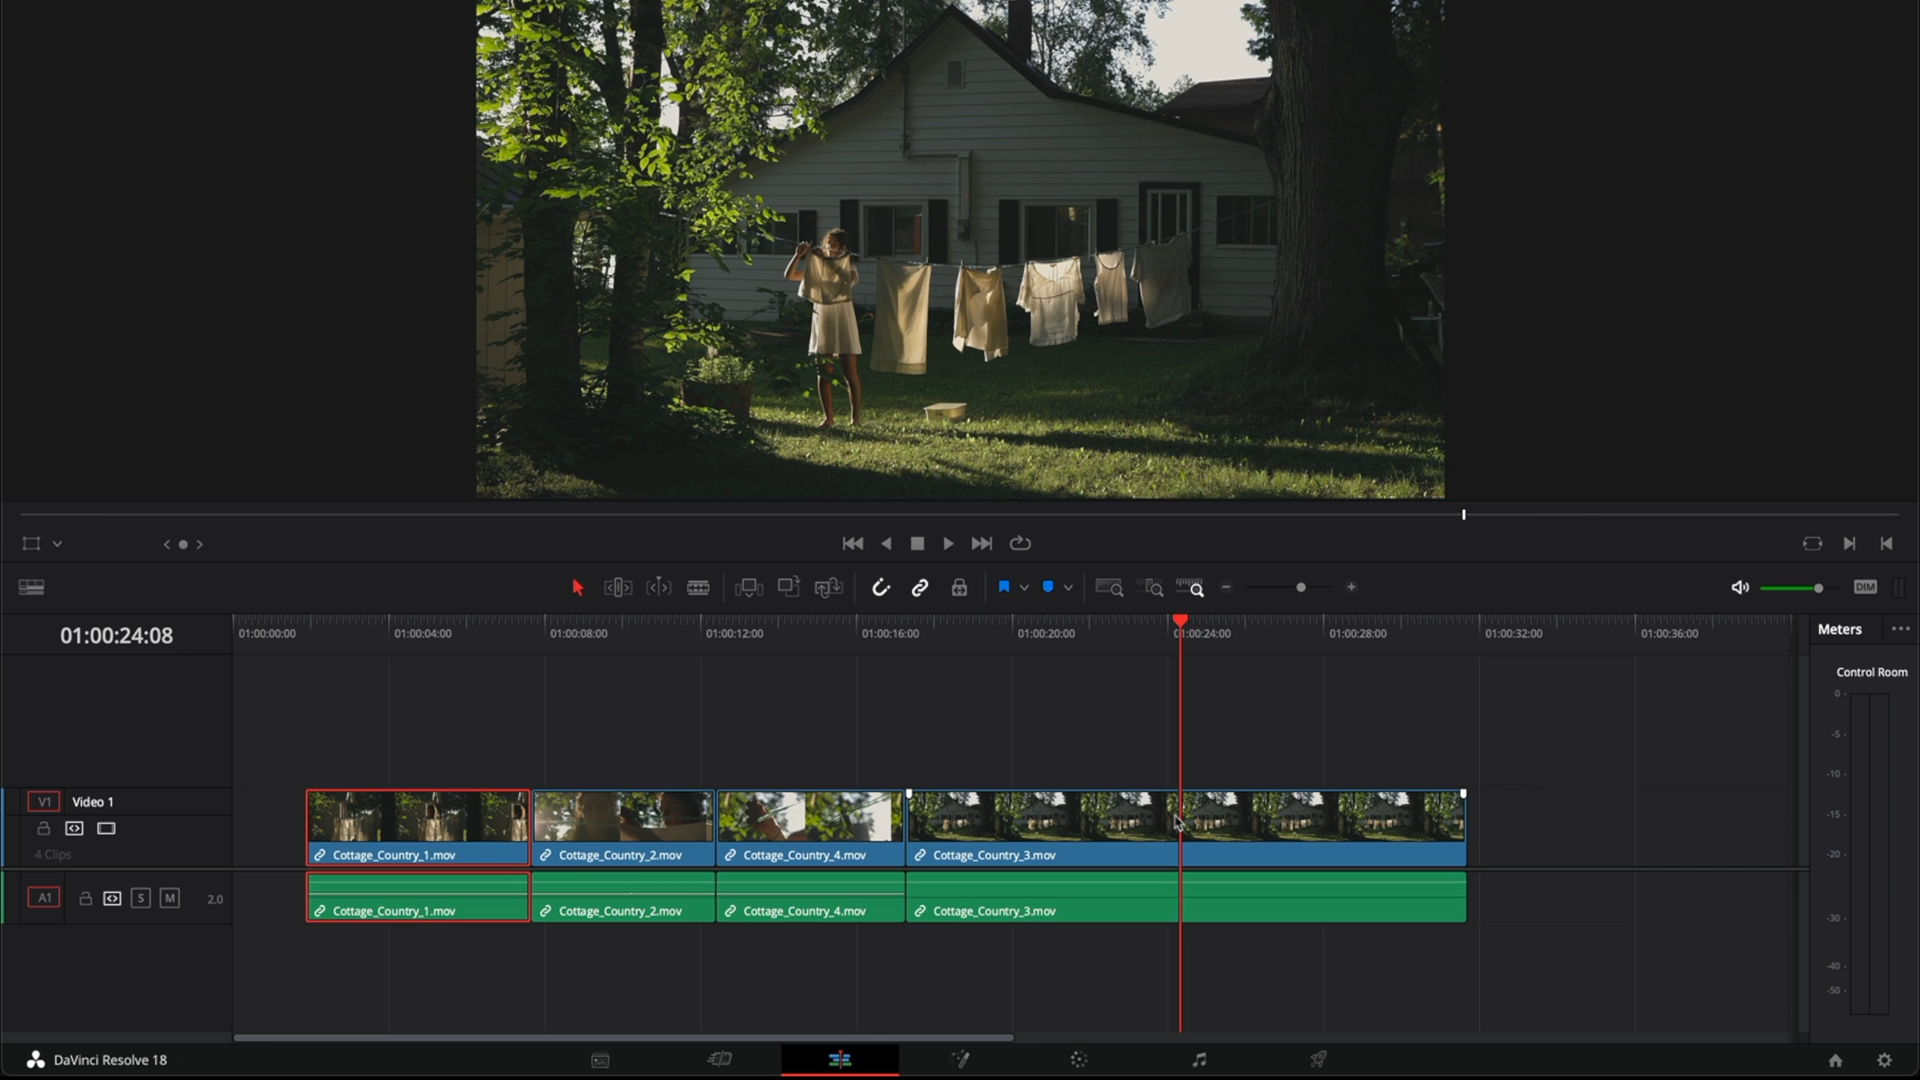 01:00:24:08
01:00:00:00
01:00:04:00
01:00:08:00
01:00:12:00
01:00:16:00
01:00:20:00
01:00:24:00
01:00:28:00
01:00:32:00
01:00:36:00
DIM
Meters
Control Room
0
-5
-10
-15
-20
-30
-40
-50
V1 Video 1
4 Clips
Cottage_Country_1.mov
Cottage_Country_2.mov
Cottage_Country_4.mov
Cottage_Country_3.mov
A1 S M 2.0
Cottage_Country_1.mov
Cottage_Country_2.mov
Cottage_Country_4.mov
Cottage_Country_3.mov
DaVinci Resolve 18